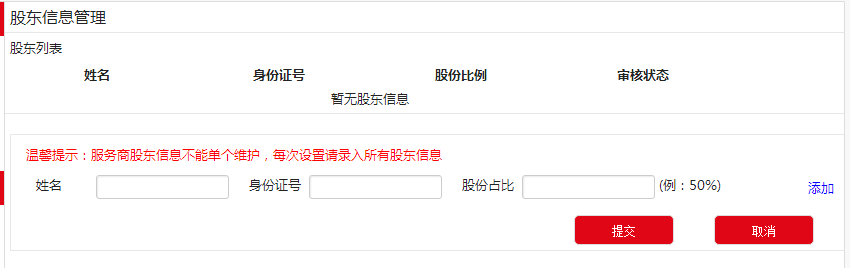 股东信息管理
股东列表
姓名 身份证号 股份比例 审核状态
暂无股东信息
温馨提示：服务商股东信息不能单个维护，每次设置请录入所有股东信息
姓名 身份证号 股份占比 (例：50%) 添加
提交 取消